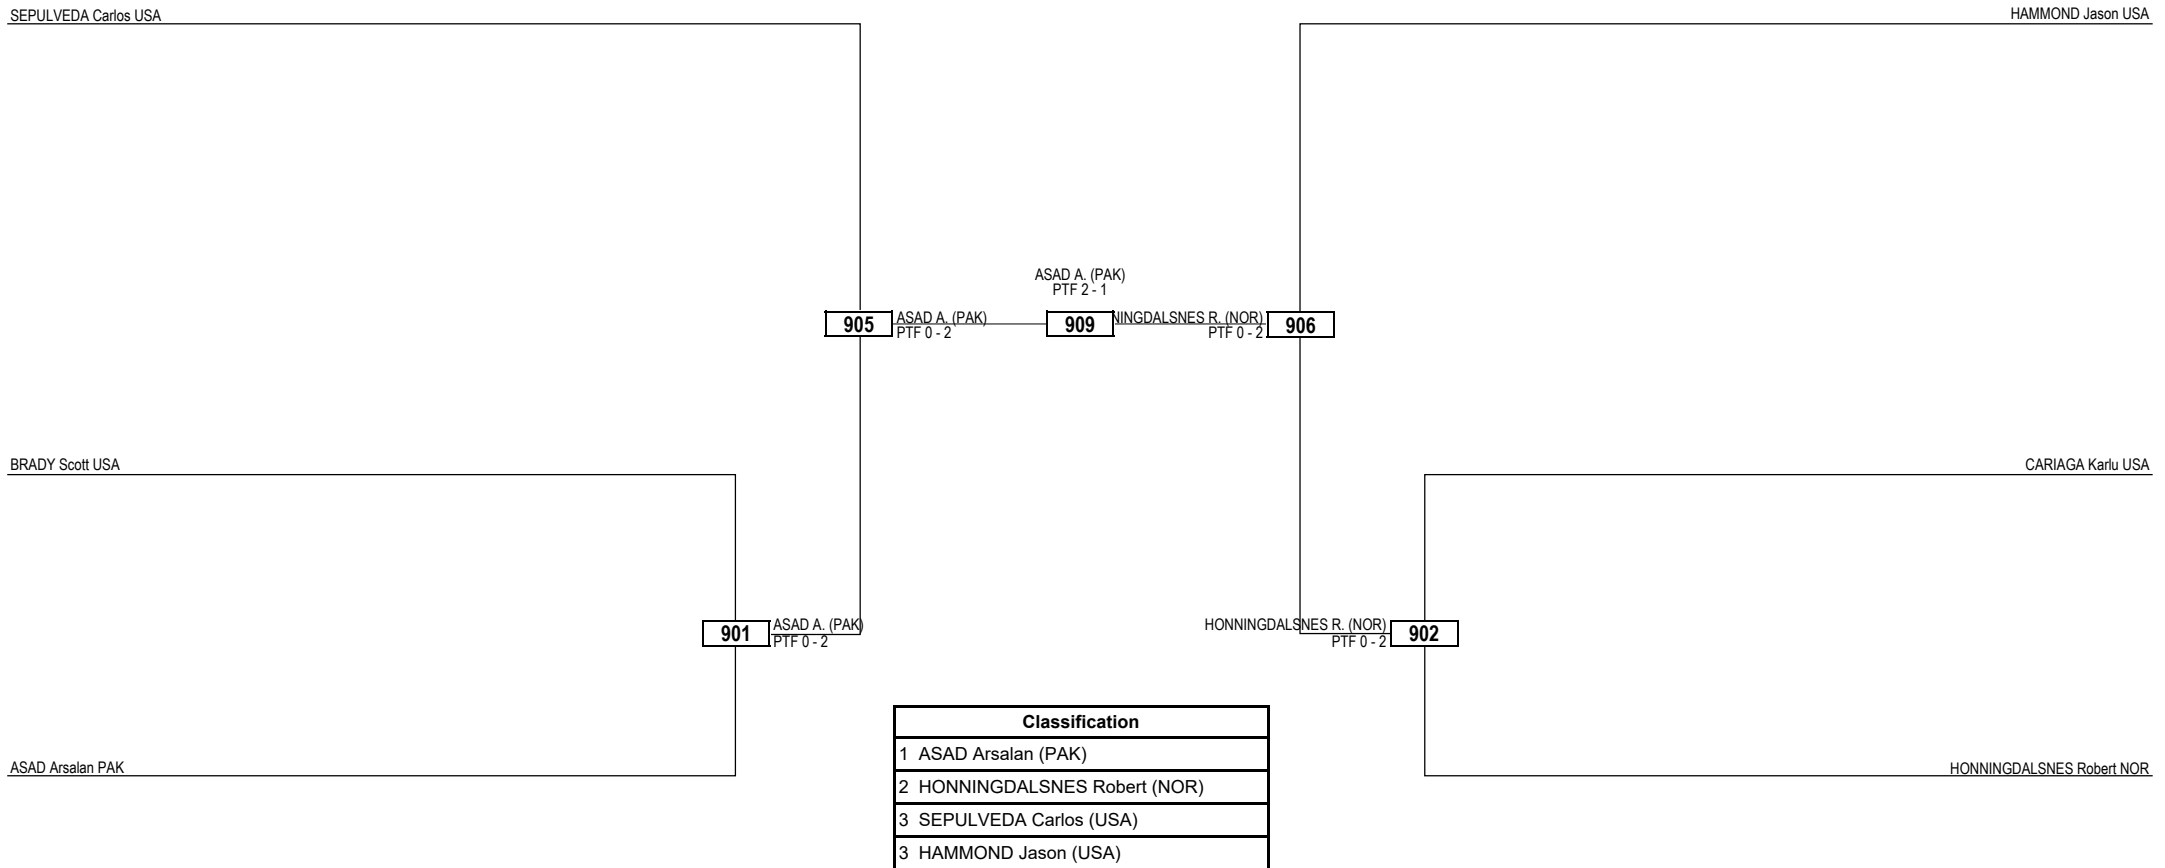 SEPULVEDA Carlos USA
HAMMOND Jason USA
ASAD A. (PAK)
PTF 2 - 1
905
ASAD A. (PAK)
PTF 0 - 2
909
NINGDALSNES R. (NOR)
PTF 0 - 2
906
BRADY Scott USA
CARIAGA Karlu USA
901
ASAD A. (PAK)
PTF 0 - 2
HONNINGDALSNES R. (NOR)
PTF 0 - 2
902
ASAD Arsalan PAK
HONNINGDALSNES Robert NOR
Classification
1 ASAD Arsalan (PAK)
2 HONNINGDALSNES Robert (NOR)
3 SEPULVEDA Carlos (USA)
3 HAMMOND Jason (USA)